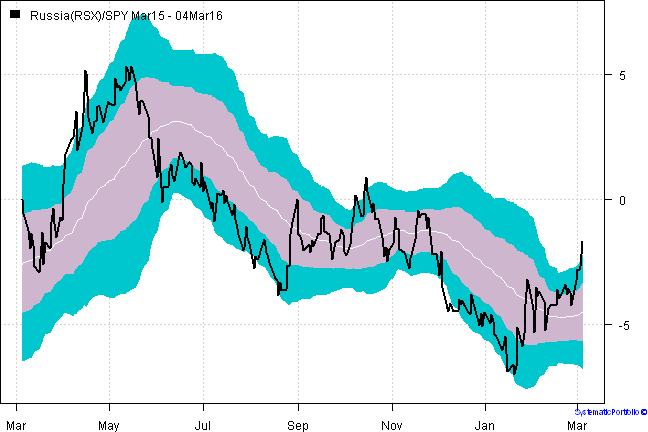 Russia(RSX)/SPY Mar15 - 04Mar16
5
0
-5
SystematicPortfolio ©
Mar May Jul Sep Nov Jan Mar